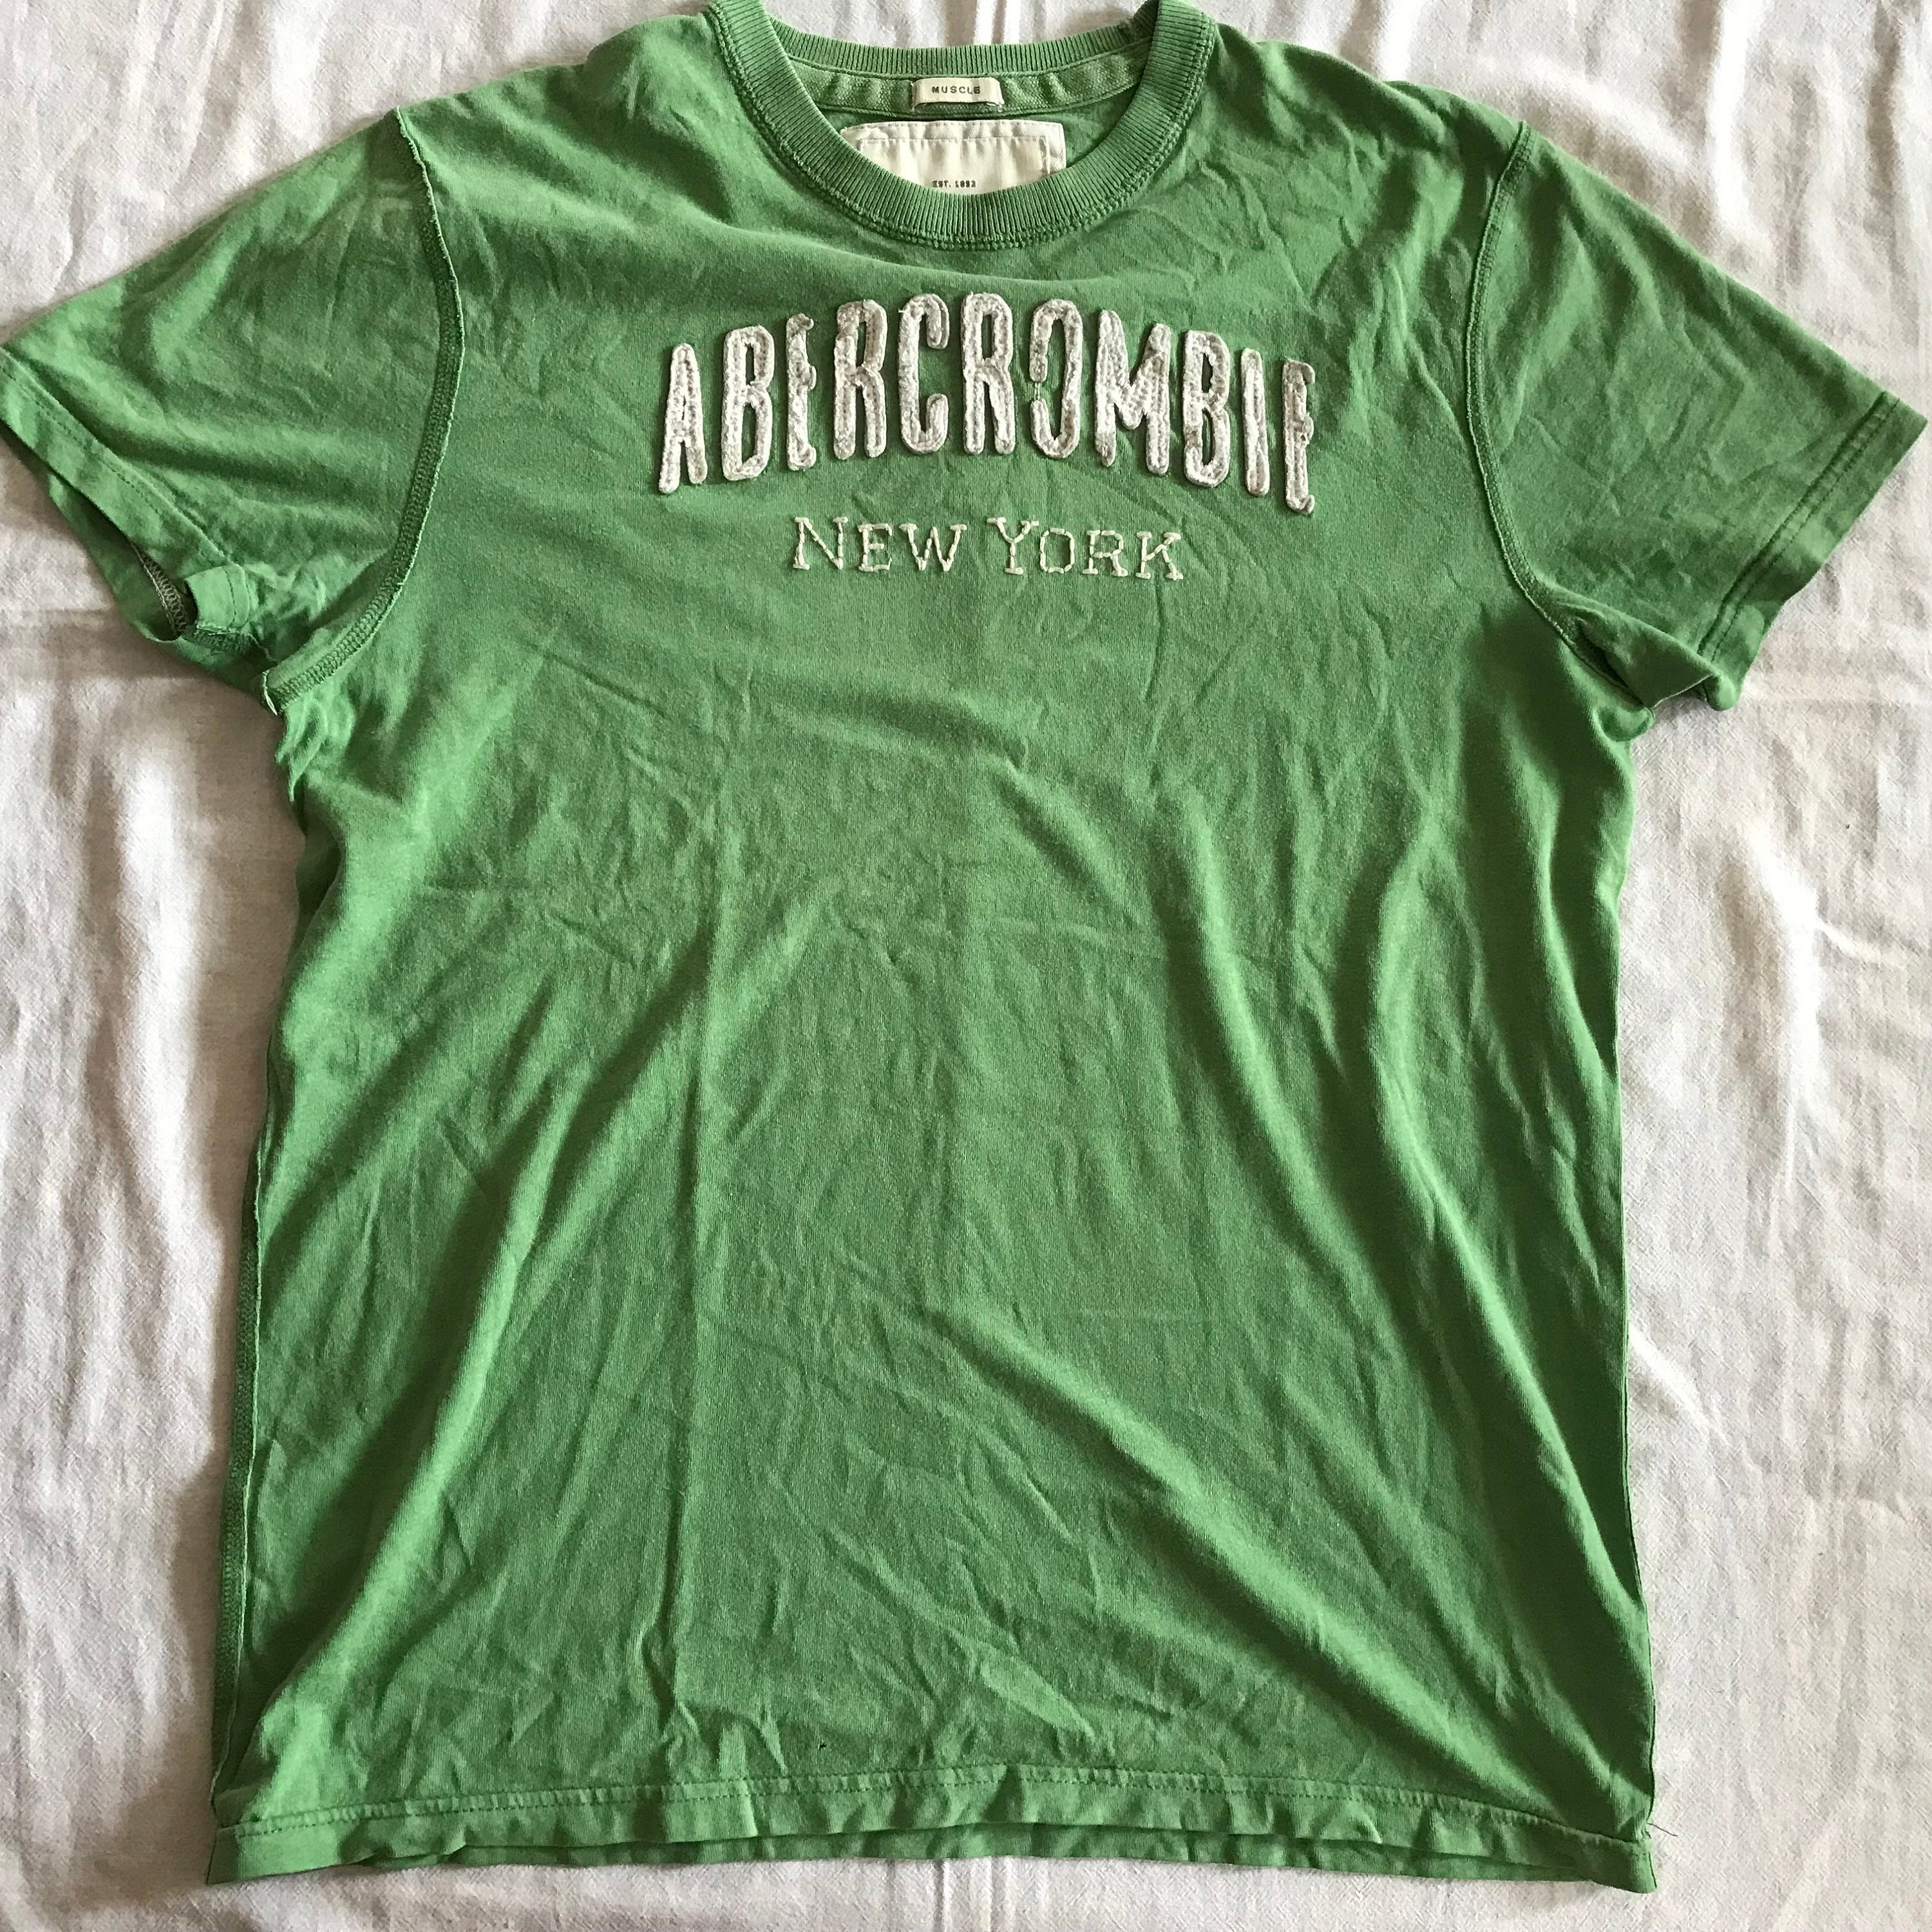 MUSCLE
EST. 1892
ABERCROMBIE
NEW YORK